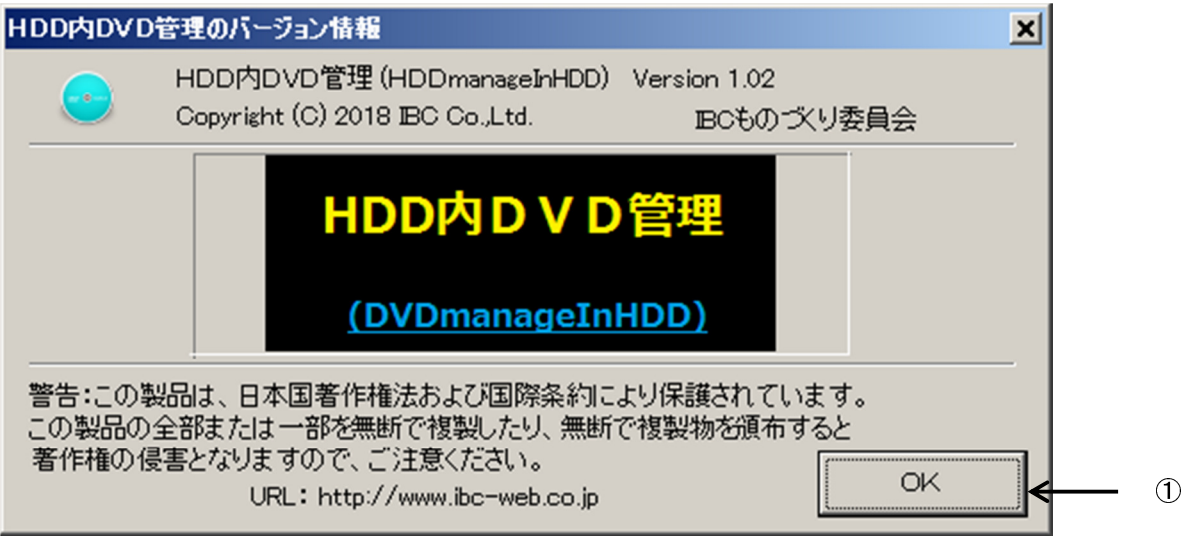 HDD内DVD管理のバージョン情報
HDD内DVD管理 (HDDmanageInHDD) Version 1.02
Copyright (C) 2018 IBC Co.,Ltd. IBCものづくり委員会
HDD内ＤＶＤ管理
(DVDmanageInHDD)
警告:この製品は、日本国著作権法および国際条約により保護されています。
この製品の全部または一部を無断で複製したり、無断で複製物を頒布すると
著作権の侵害となりますので、ご注意ください。
URL: http://www.ibc-web.co.jp
OK
①